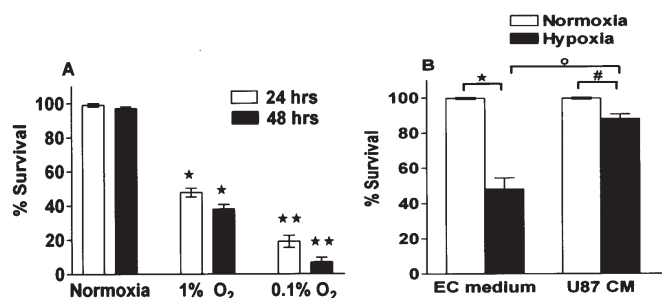 A
24 hrs
48 hrs
★ ★
★★
★★
% Survival
100
80
60
40
20
0
Normoxia 1% O2 0.1% O2
B
Normoxia
Hypoxia
★
o
#
% Survival
100
80
60
40
20
0
EC medium U87 CM